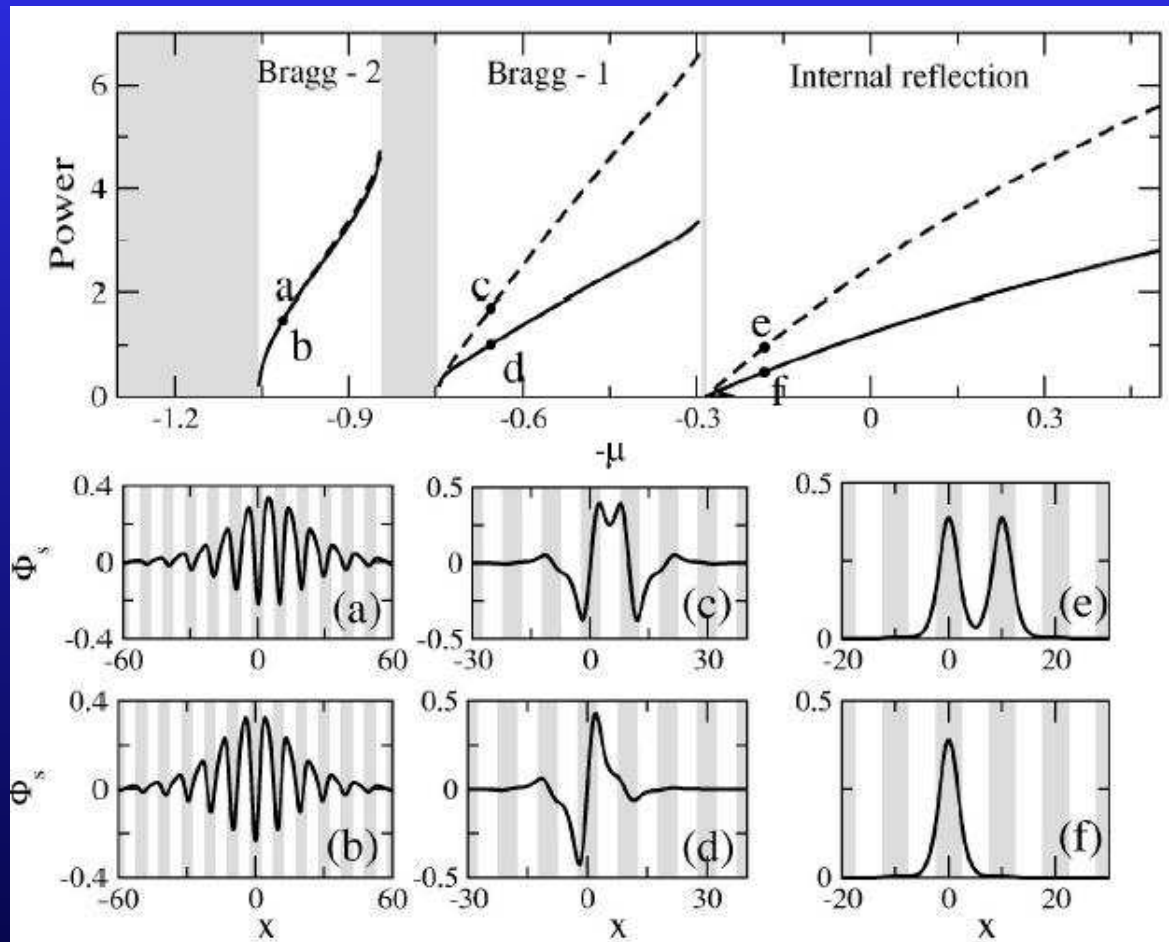 Bragg - 2 Bragg - 1 Internal reflection
Power
6
4
2
0
a
b
c
d
e
f
-1.2 -0.9 -0.6 -0.3 0 0.3
-μ
Φs
0.4
0
-0.4
(a)
-60 0 60
0.5
0
-0.5
(c)
-30 0 30
0.5
0
(e)
-20 0 20
Φs
0.4
0
-0.4
(b)
-60 0 60
x
0.5
0
-0.5
(d)
-30 0 30
x
0.5
0
(f)
-20 0 20
x